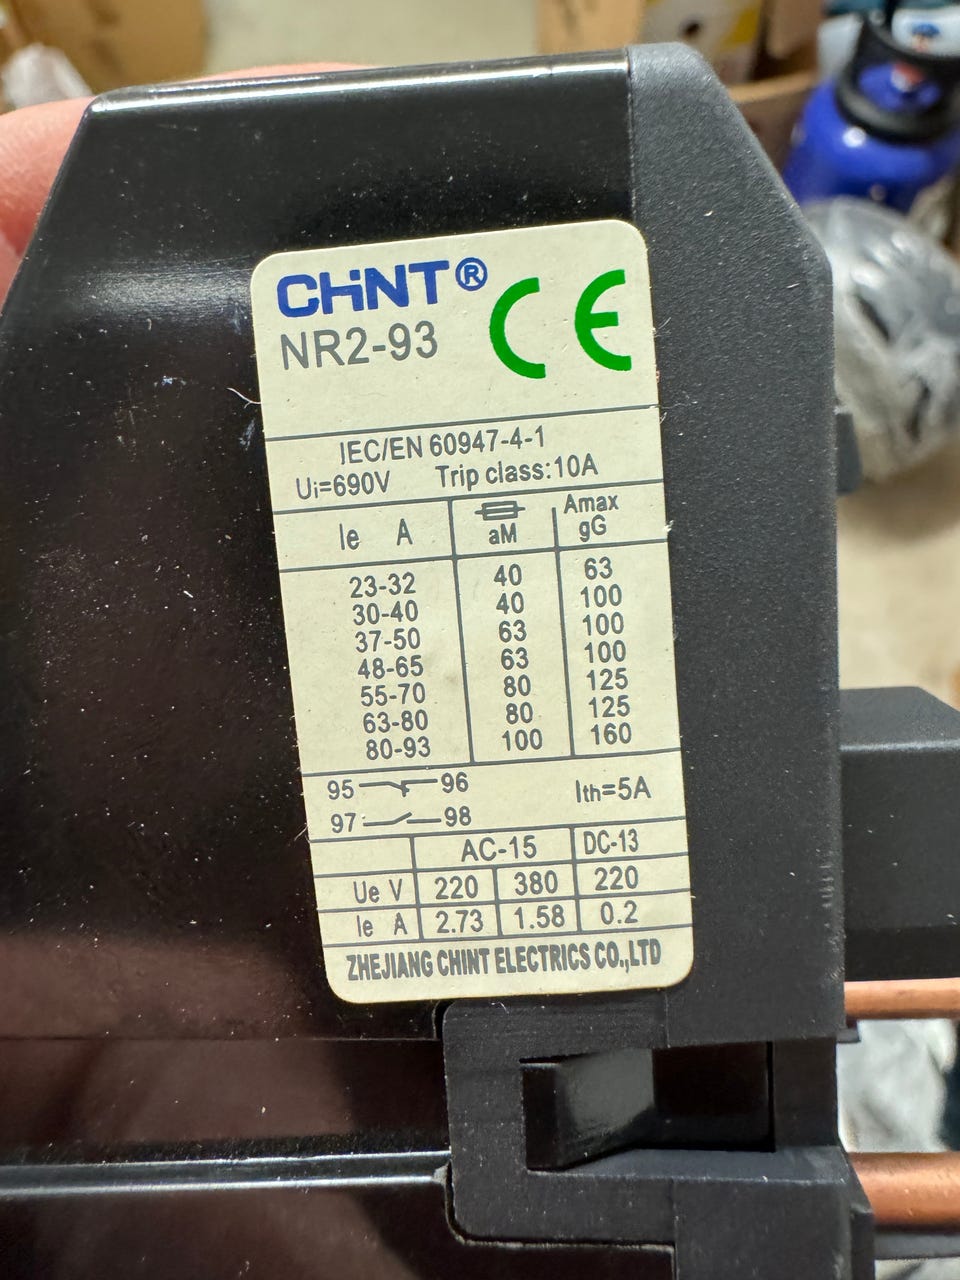 CHiNT®
NR2-93
CE
IEC/EN 60947-4-1
Ui=690V Trip class:10A
Ie A aM Amax gG
23-32 40 63
30-40 40 100
37-50 63 100
48-65 63 100
55-70 80 125
63-80 80 125
80-93 100 160
95 96
97 98 Ith=5A
AC-15 DC-13
Ue V 220 380 220
Ie A 2.73 1.58 0.2
ZHEJIANG CHINT ELECTRICS CO.,LTD